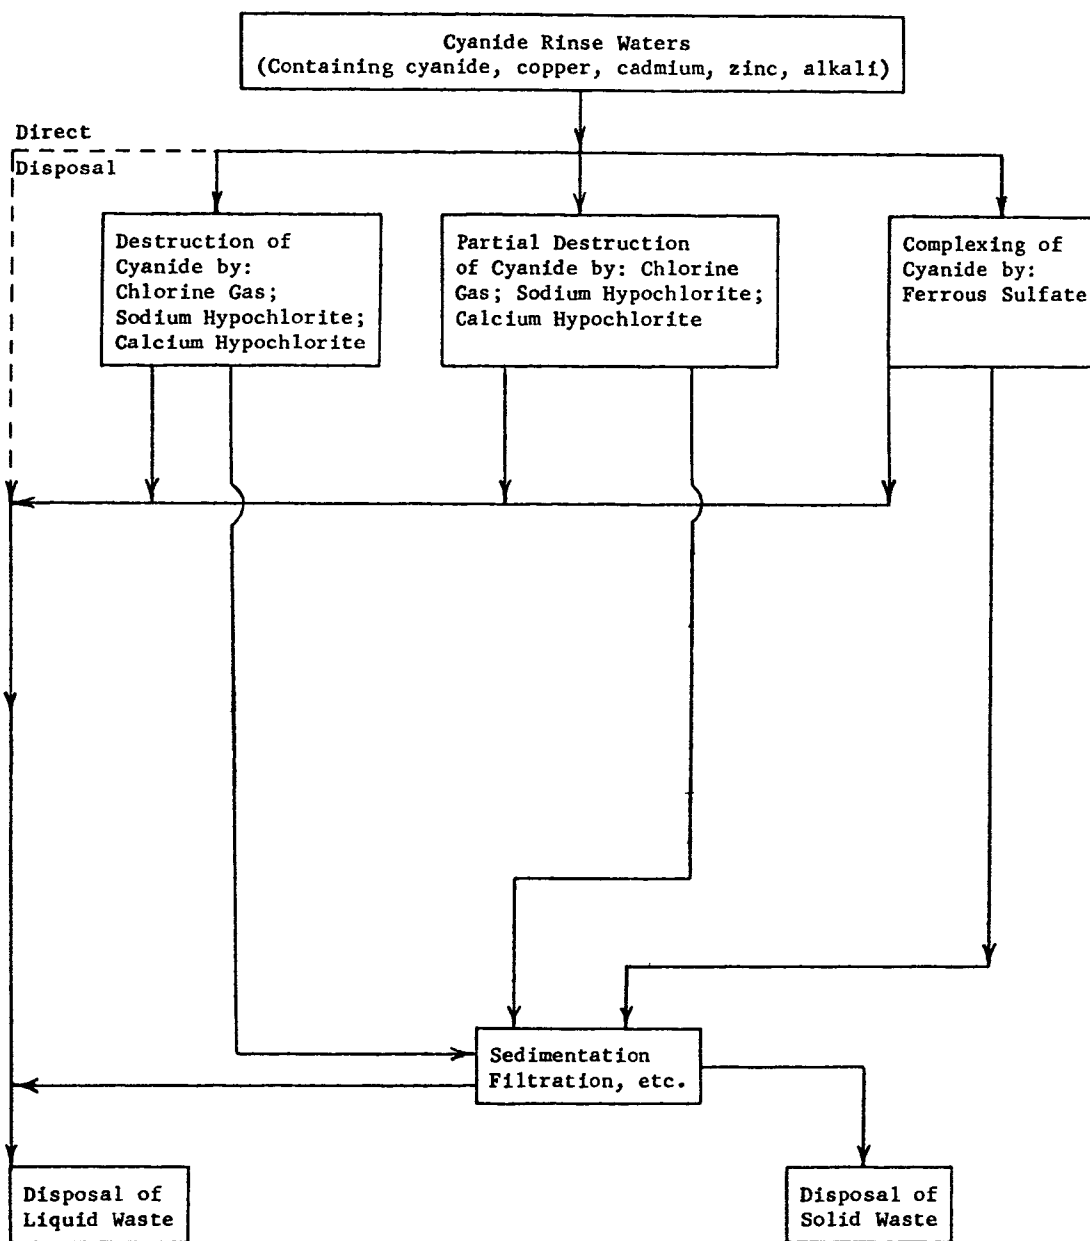 Cyanide Rinse Waters
(Containing cyanide, copper, cadmium, zinc, alkali)
Direct
Disposal
Destruction of
Cyanide by:
Chlorine Gas;
Sodium Hypochlorite;
Calcium Hypochlorite
Partial Destruction
of Cyanide by: Chlorine
Gas; Sodium Hypochlorite;
Calcium Hypochlorite
Complexing of
Cyanide by:
Ferrous Sulfate
Sedimentation
Filtration, etc.
Disposal of
Liquid Waste
Disposal of
Solid Waste